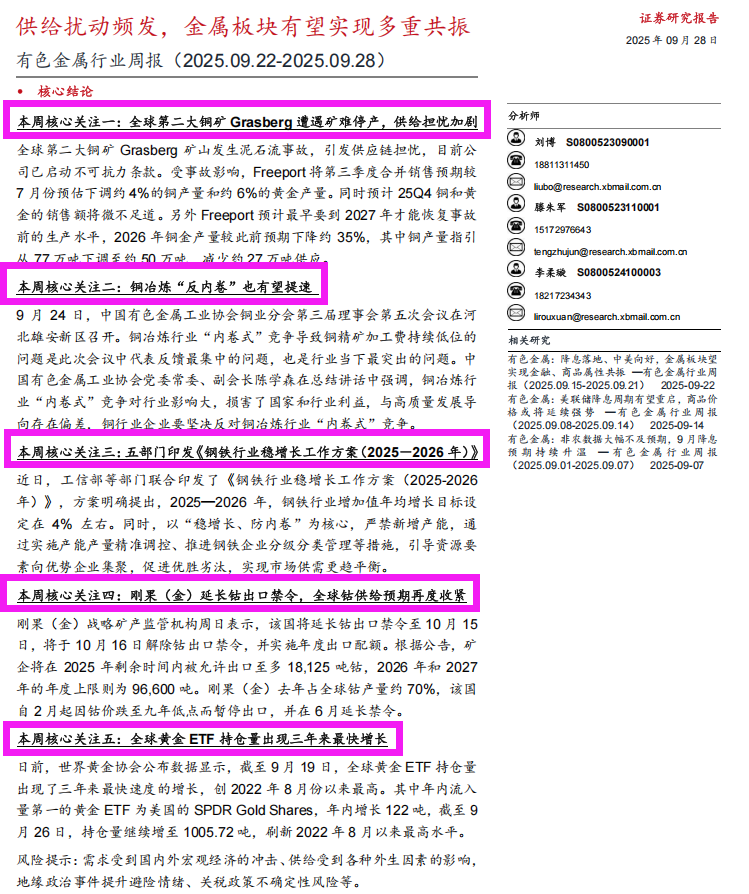 供给扰动频发，金属板块有望实现多重共振
有色金属行业周报（2025.09.22-2025.09.28）
• 核心结论
本周核心关注一：全球第二大铜矿 Grasberg 遭遇矿难停产，供给担忧加剧
全球第二大铜矿 Grasberg 矿山发生泥石流事故，引发供应链担忧，目前公
司已启动不可抗力条款。受事故影响，Freeport 将第三季度合并销售预期较
7 月份预估下调约 4%的铜产量和约 6%的黄金产量。同时预计 25Q4 铜和黄
金的销售额将微不足道。另外 Freeport 预计最早要到 2027 年才能恢复事故
前的生产水平，2026 年铜金产量较此前预期下降约 35%，其中铜产量指引
从 77 万吨下调至约 50 万吨，减少约 27 万吨供应。
本周核心关注二：铜冶炼“反内卷”也有望提速
9 月 24 日，中国有色金属工业协会铜业分会第三届理事会第五次会议在河
北雄安新区召开。铜冶炼行业“内卷式”竞争导致铜精矿加工费持续低位的
问题是此次会议中代表反馈最集中的问题，也是行业当下最突出的问题。中
国有色金属工业协会党委常委、副会长陈学森在总结讲话中强调，铜冶炼行
业“内卷式”竞争对行业影响大，损害了国家和行业利益，与高质量发展导
向存在偏差，铜行业企业要坚决反对铜冶炼行业“内卷式”竞争。
本周核心关注三：五部门印发《钢铁行业稳增长工作方案（2025－2026 年）》
近日，工信部等部门联合印发了《钢铁行业稳增长工作方案（2025-2026
年）》，方案明确提出，2025—2026 年，钢铁行业增加值年均增长目标设
定在 4% 左右。同时，以“稳增长、防内卷”为核心，严禁新增产能，通
过实施产能产量精准调控、推进钢铁企业分级分类管理等措施，引导资源要
素向优势企业集聚，促进优胜劣汰，实现市场供需更趋平衡。
本周核心关注四：刚果（金）延长钴出口禁令，全球钴供给预期再度收紧
刚果（金）战略矿产监管机构周日表示，该国将延长钴出口禁令至 10 月 15
日，将于 10 月 16 日解除钴出口禁令，并实施年度出口配额。根据公告，矿
企将在 2025 年剩余时间内被允许出口至多 18,125 吨钴，2026 年和 2027
年的年度上限则为 96,600 吨。刚果（金）去年占全球钴产量约 70%，该国
自 2 月起因钴价跌至九年低点而暂停出口，并在 6 月延长禁令。
本周核心关注五：全球黄金 ETF 持仓量出现三年来最快增长
日前，世界黄金协会公布数据显示，截至 9 月 19 日，全球黄金 ETF 持仓量
出现了三年来最快速度的增长，创 2022 年 8 月份以来最高。其中年内流入
量第一的黄金 ETF 为美国的 SPDR Gold Shares，年内增长 122 吨，截至 9
月 26 日，持仓量继续增至 1005.72 吨，刷新 2022 年 8 月以来最高水平。
风险提示：需求受到国内外宏观经济的冲击、供给受到各种外生因素的影响，
地缘政治事件提升避险情绪、关税政策不确定性风险等。
证券研究报告
2025 年 09 月 28 日
分析师
刘博 S0800523090001
18811311450
liubo@research.xbmail.com.cn
滕朱军 S0800523110001
15172976643
tengzhujun@research.xbmail.com.cn
李柔璇 S0800524100003
18217234343
lirouxuan@research.xbmail.com.cn
相关研究
有色金属：降息落地、中美向好，金属板块望
实现金融、商品属性共振 —有色金属行业周
报（2025.09.15-2025.09.21） 2025-09-22
有色金属：美联储降息周期有望重启，商品价
格或将延续强势 —有色金属行业周报
（2025.09.08-2025.09.14） 2025-09-14
有色金属：非农数据大幅不及预期，9 月降息
预期持续升温 —有色金属行业周报
（2025.09.01-2025.09.07） 2025-09-07